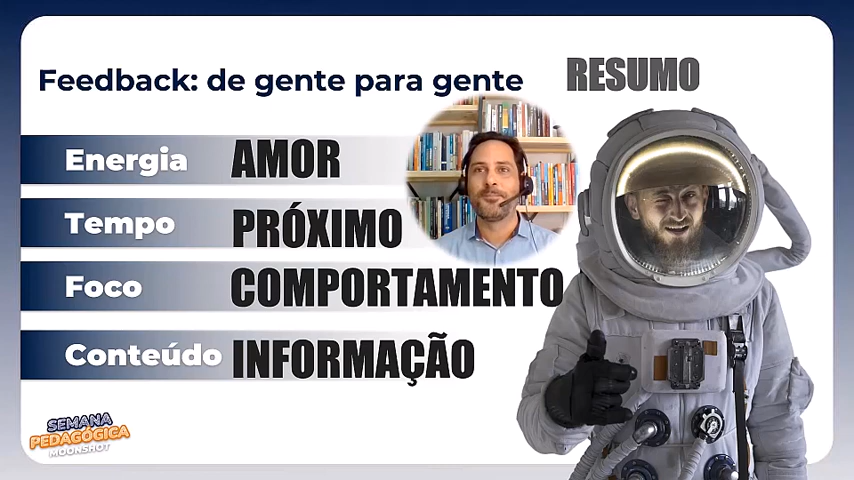 Feedback: de gente para gente RESUMO
Energia AMOR
Tempo PRÓXIMO
Foco COMPORTAMENTO
Conteúdo INFORMAÇÃO
SEMANA
PEDAGÓGICA
MOONSHOT